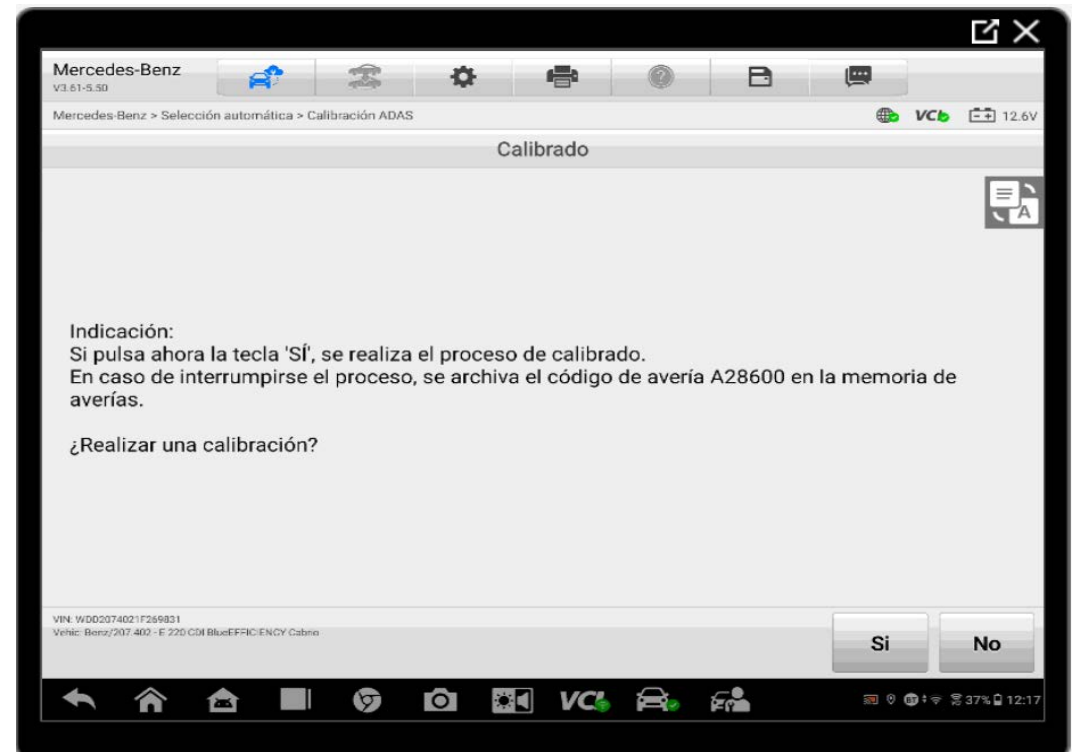 Mercedes-Benz
V3.61-5.50
Mercedes-Benz > Selección automática > Calibración ADAS
VCI 12.6V
Calibrado
A
Indicación:
Si pulsa ahora la tecla 'SÍ', se realiza el proceso de calibrado.
En caso de interrumpirse el proceso, se archiva el código de avería A28600 en la memoria de
averías.
¿Realizar una calibración?
VIN: WDD2074021F269831
Vehic: Benz/207.402 - E 220 CDI BlueEFFICIENCY Cabrio
Si
No
VCI
37% 12:17